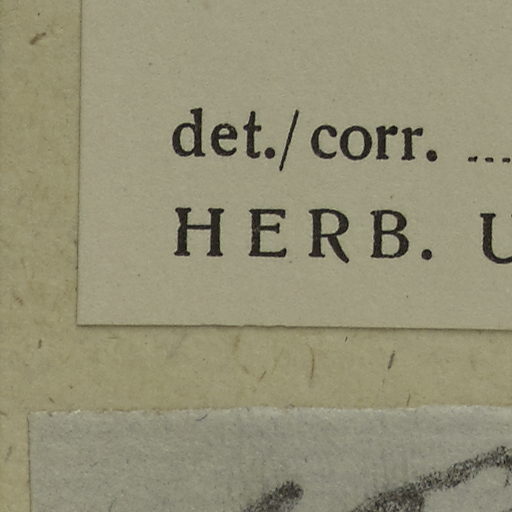 det./corr. ...
HERB. U